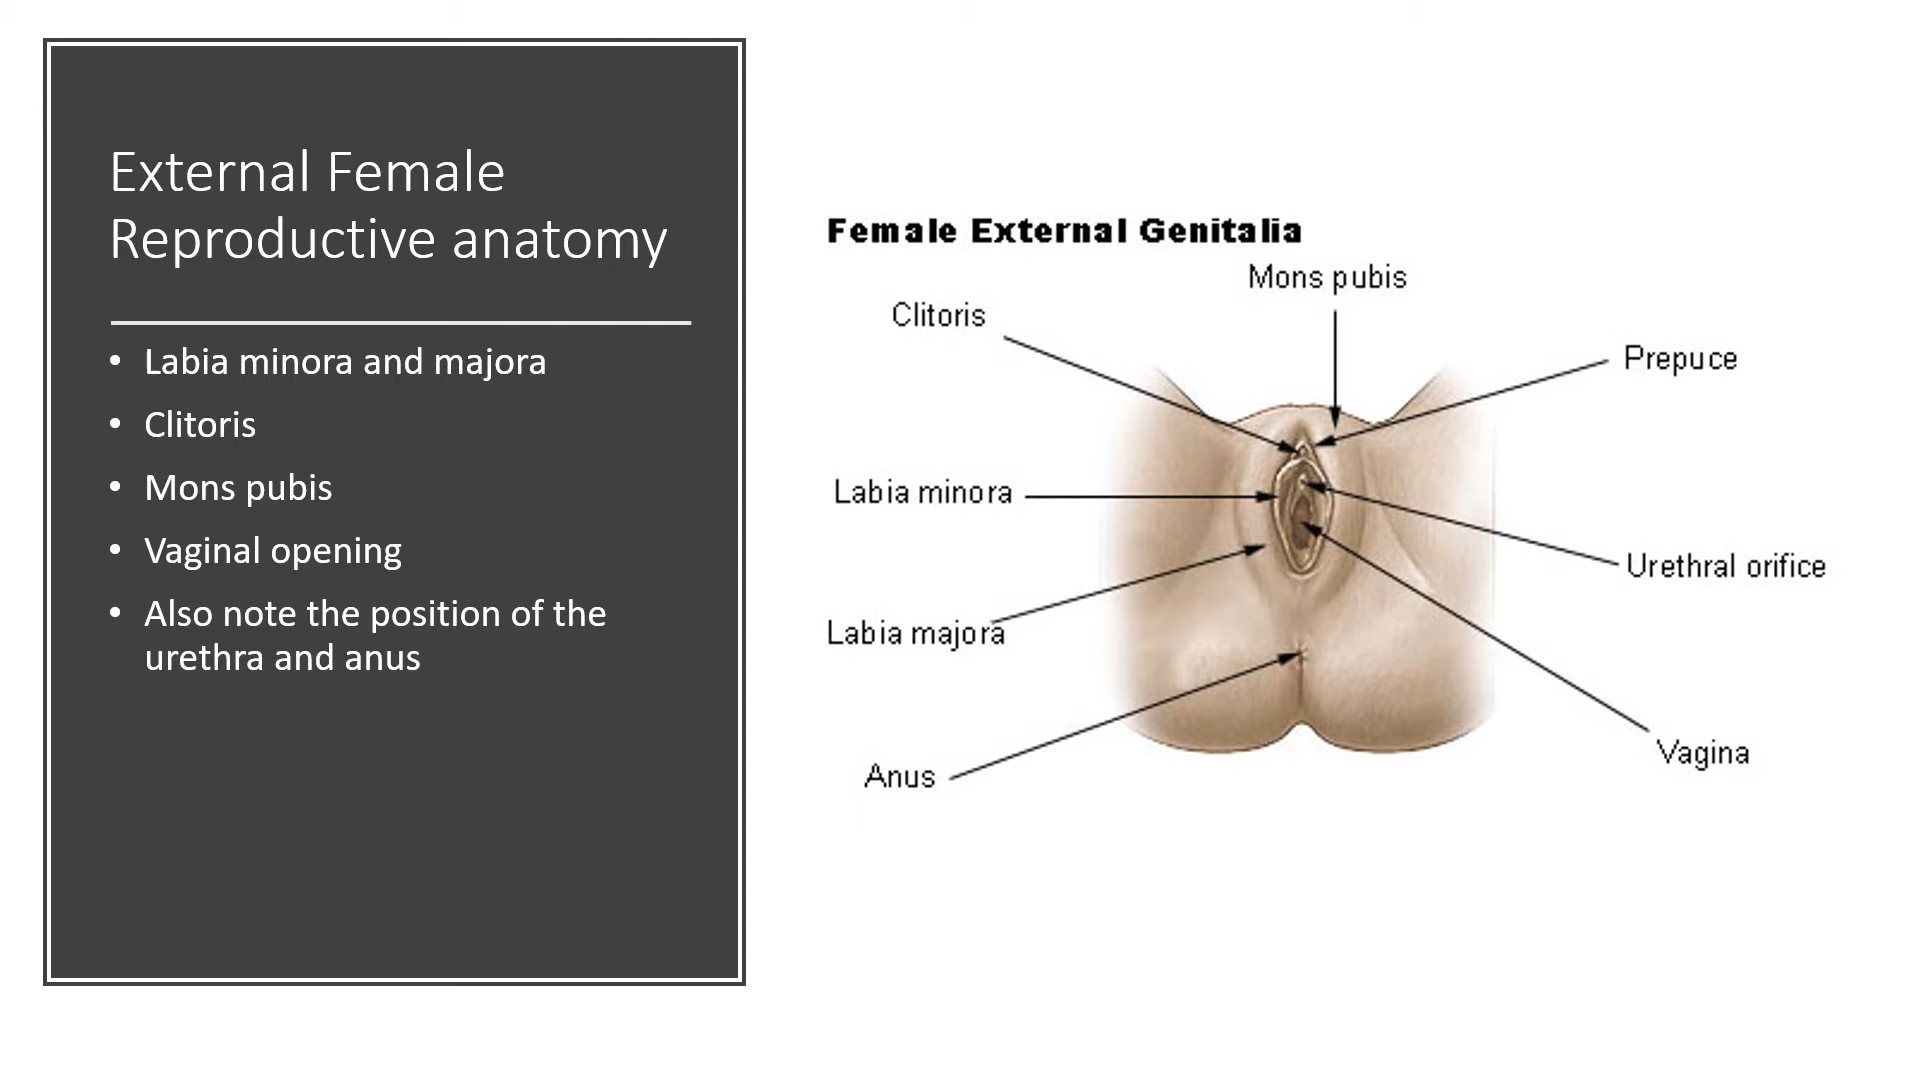 External Female
Reproductive anatomy
• Labia minora and majora
• Clitoris
• Mons pubis
• Vaginal opening
• Also note the position of the
urethra and anus
Female External Genitalia
Mons pubis
Clitoris
Prepuce
Labia minora
Urethral orifice
Labia majora
Vagina
Anus